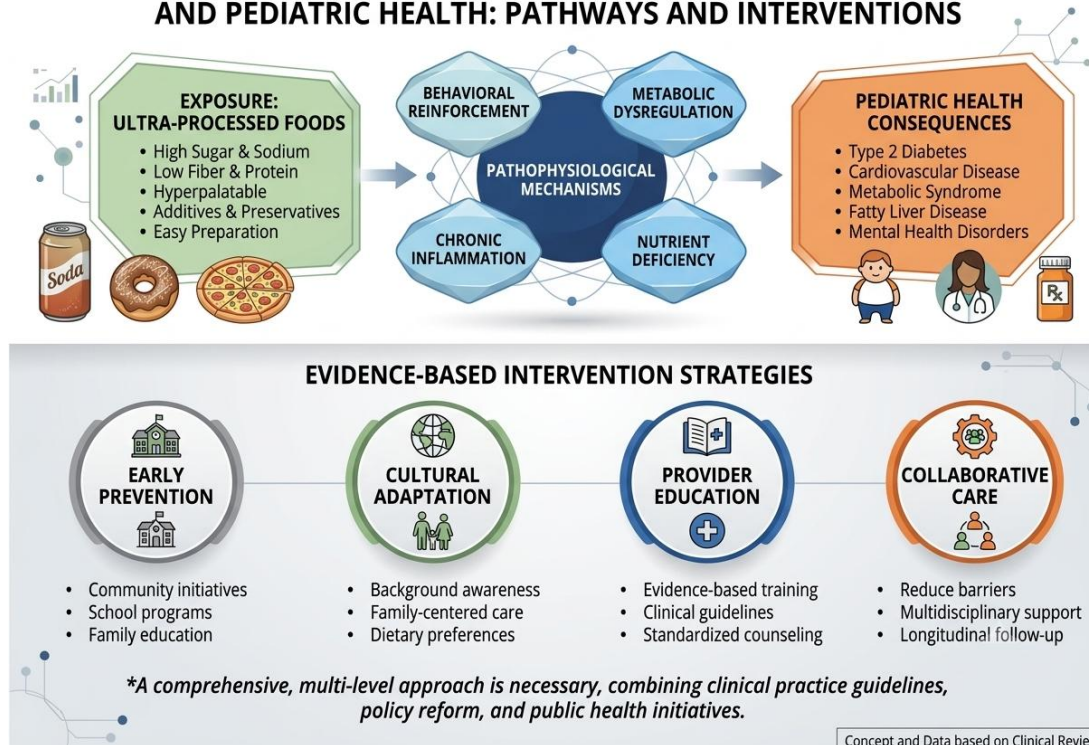 AND PEDIATRIC HEALTH: PATHWAYS AND INTERVENTIONS
EXPOSURE:
ULTRA-PROCESSED FOODS
• High Sugar & Sodium
• Low Fiber & Protein
• Hyperpalatable
• Additives & Preservatives
• Easy Preparation
Soda
BEHAVIORAL
REINFORCEMENT
METABOLIC
DYSREGULATION
PATHOPHYSIOLOGICAL
MECHANISMS
CHRONIC
INFLAMMATION
NUTRIENT
DEFICIENCY
PEDIATRIC HEALTH
CONSEQUENCES
• Type 2 Diabetes
• Cardiovascular Disease
• Metabolic Syndrome
• Fatty Liver Disease
• Mental Health Disorders
Rx
EVIDENCE-BASED INTERVENTION STRATEGIES
EARLY
PREVENTION
• Community initiatives
• School programs
• Family education
CULTURAL
ADAPTATION
• Background awareness
• Family-centered care
• Dietary preferences
PROVIDER
EDUCATION
• Evidence-based training
• Clinical guidelines
• Standardized counseling
COLLABORATIVE
CARE
• Reduce barriers
• Multidisciplinary support
• Longitudinal follow-up
*A comprehensive, multi-level approach is necessary, combining clinical practice guidelines,
policy reform, and public health initiatives.
Concept and Data based on Clinical Revie